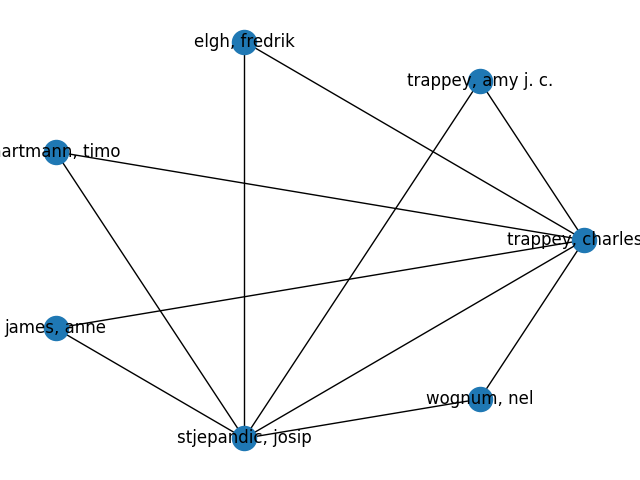 elgh, fredrik
trappey, amy j. c.
artmann, timo
trappey, charles
james, anne
wognum, nel
stjepandic, josip